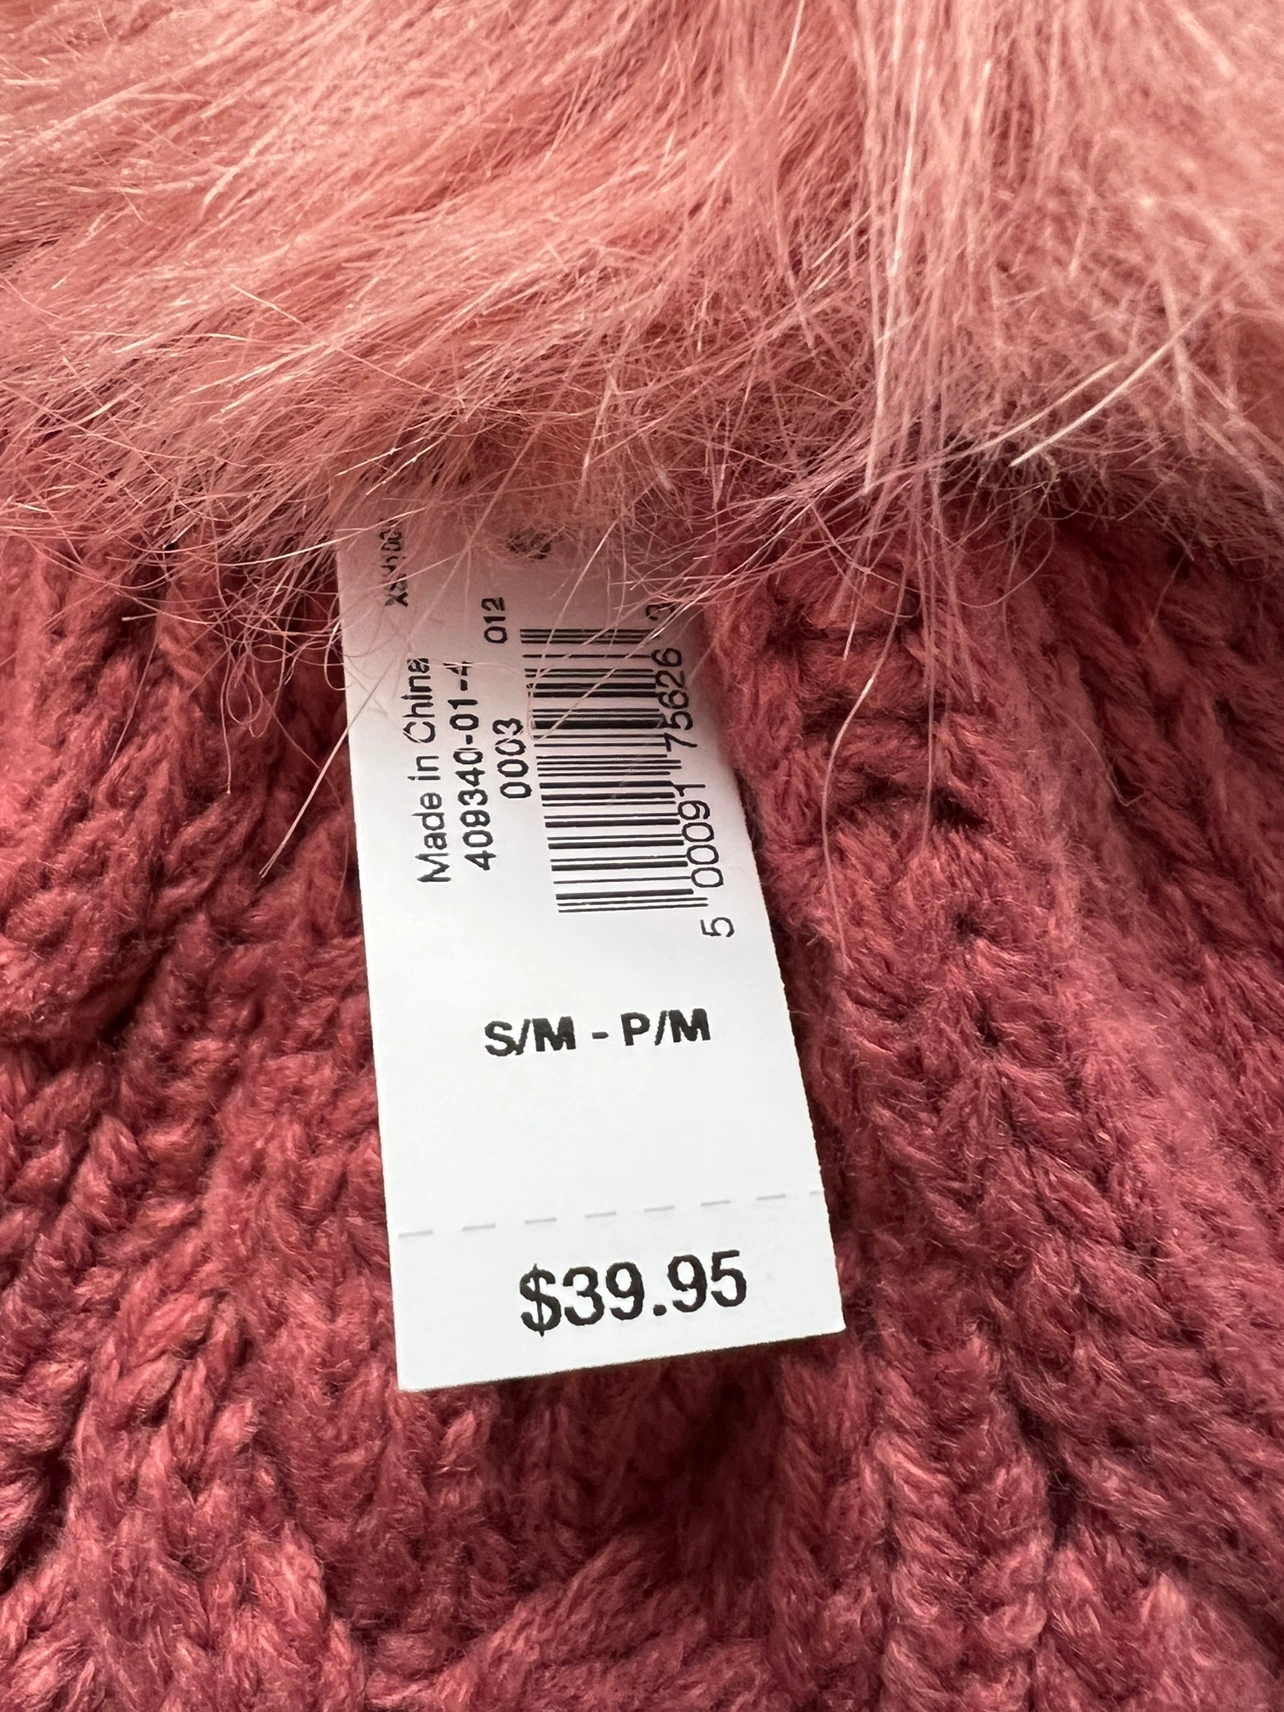 Made in China
409340-01-4
0003
012
5 00091 75626
S/M - P/M
$39.95